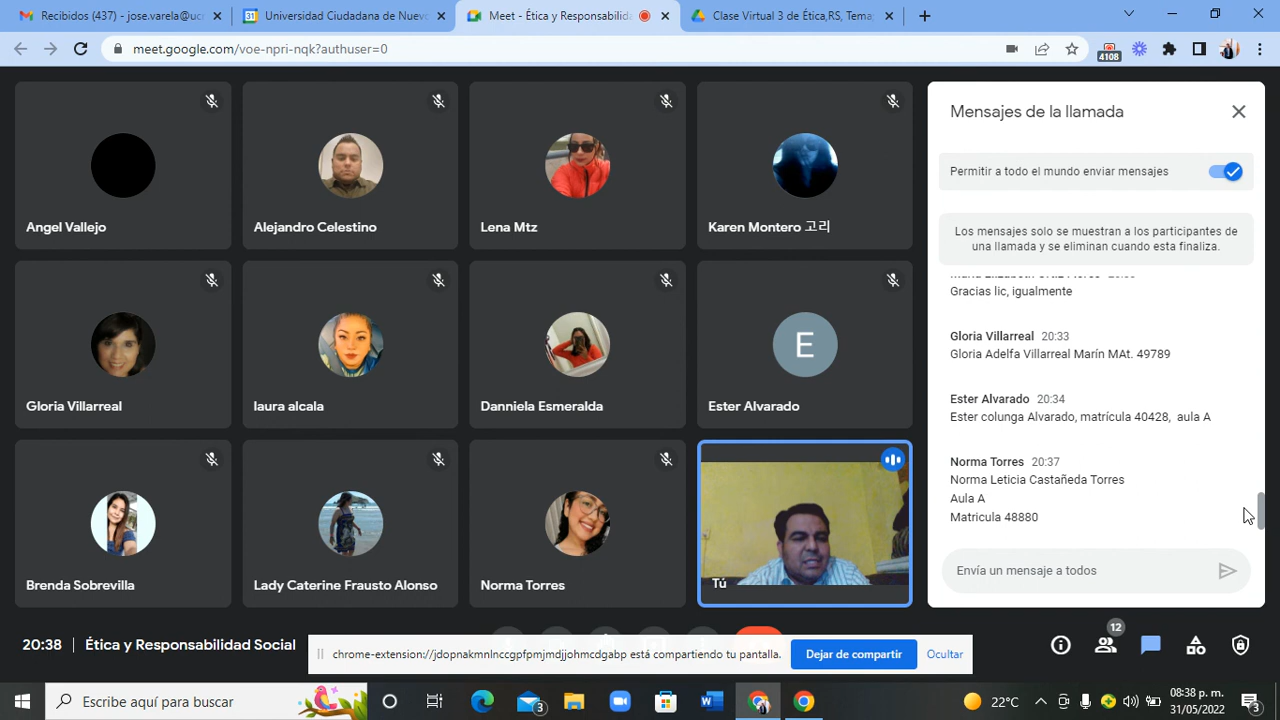 Recibidos (437) - jose.varela@ucr
Universidad Ciudadana de Nuevo
Meet - Ética y Responsabilida
Clase Virtual 3 de Ética,RS, Tema;
meet.google.com/voe-npri-nqk?authuser=0
4108
Angel Vallejo
Alejandro Celestino
Lena Mtz
Karen Montero 고리
Gloria Villarreal
laura alcala
Danniela Esmeralda
E
Ester Alvarado
Brenda Sobrevilla
Lady Caterine Frausto Alonso
Norma Torres
Tú
Mensajes de la llamada
Permitir a todo el mundo enviar mensajes
Los mensajes solo se muestran a los participantes de
una llamada y se eliminan cuando esta finaliza.
Gracias lic, igualmente
Gloria Villarreal 20:33
Gloria Adelfa Villarreal Marín MAt. 49789
Ester Alvarado 20:34
Ester colunga Alvarado, matrícula 40428, aula A
Norma Torres 20:37
Norma Leticia Castañeda Torres
Aula A
Matricula 48880
Envía un mensaje a todos
20:38 | Ética y Responsabilidad Social
chrome-extension://jdopnakmnlnccgpfpmjmdjjohmcdgabp está compartiendo tu pantalla.
Dejar de compartir
Ocultar
12
Escribe aquí para buscar
3
22°C
08:38 p. m.
31/05/2022
3